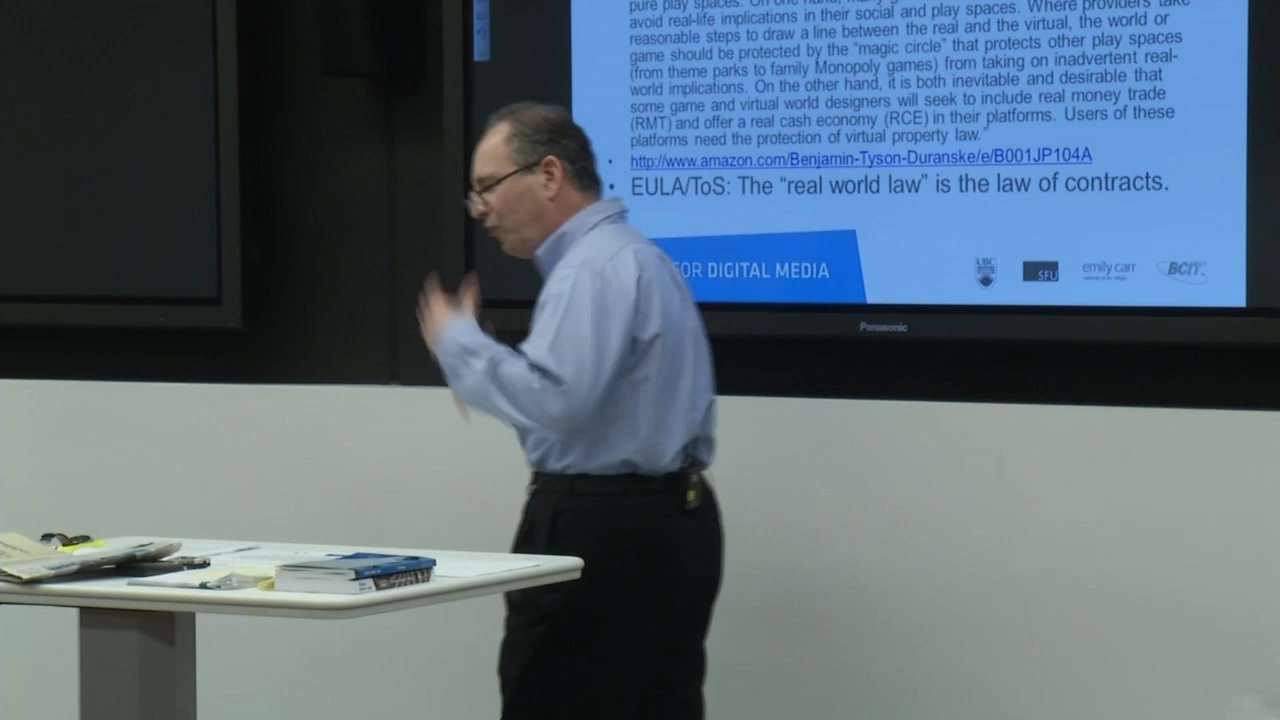 pure play spaces. On one hand, many
avoid real-life implications in their social and play spaces. Where providers take
reasonable steps to draw a line between the real and the virtual, the world or
game should be protected by the “magic circle” that protects other play spaces
(from theme parks to family Monopoly games) from taking on inadvertent real-
world implications. On the other hand, it is both inevitable and desirable that
some game and virtual world designers will seek to include real money trade
(RMT) and offer a real cash economy (RCE) in their platforms. Users of these
platforms need the protection of virtual property law.”
http://www.amazon.com/Benjamin-Tyson-Duranske/e/B001JP104A
EULA/ToS: The “real world law” is the law of contracts.
FOR DIGITAL MEDIA
UBC
SFU
emily carr
BCIT
Panasonic